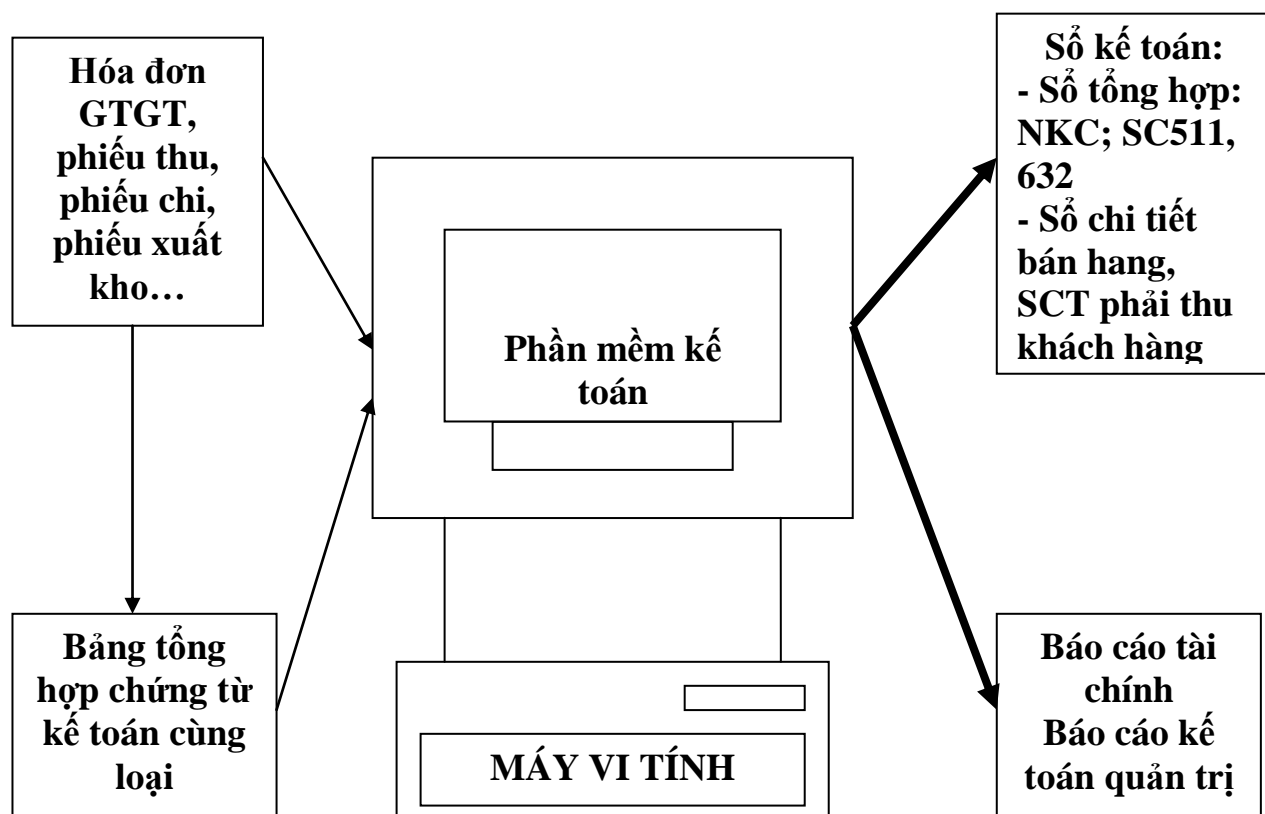 Hóa đơn
GTGT,
phiếu thu,
phiếu chi,
phiếu xuất
kho…
Bảng tổng
hợp chứng từ
kế toán cùng
loại
Phần mềm kế
toán
MÁY VI TÍNH
Sổ kế toán:
- Sổ tổng hợp:
NKC; SC511,
632
- Sổ chi tiết
bán hang,
SCT phải thu
khách hàng
Báo cáo tài
chính
Báo cáo kế
toán quản trị